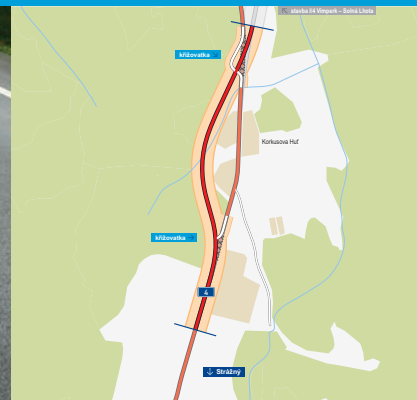 stavba I/4 Vimperk – Solná Lhota
křižovatka
Korkusova Huť
křižovatka
4
↓ Strážný